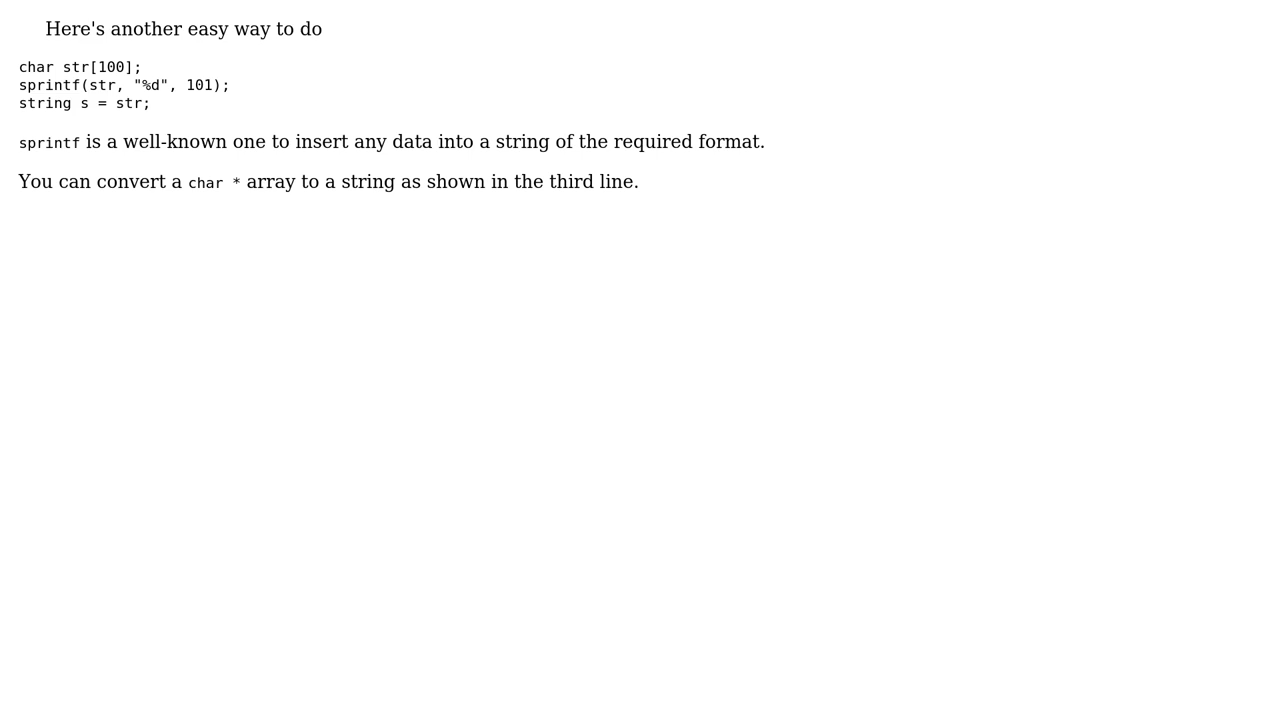 Here's another easy way to do
char str[100];
sprintf(str, "%d", 101);
string s = str;
sprintf is a well-known one to insert any data into a string of the required format.
You can convert a char * array to a string as shown in the third line.